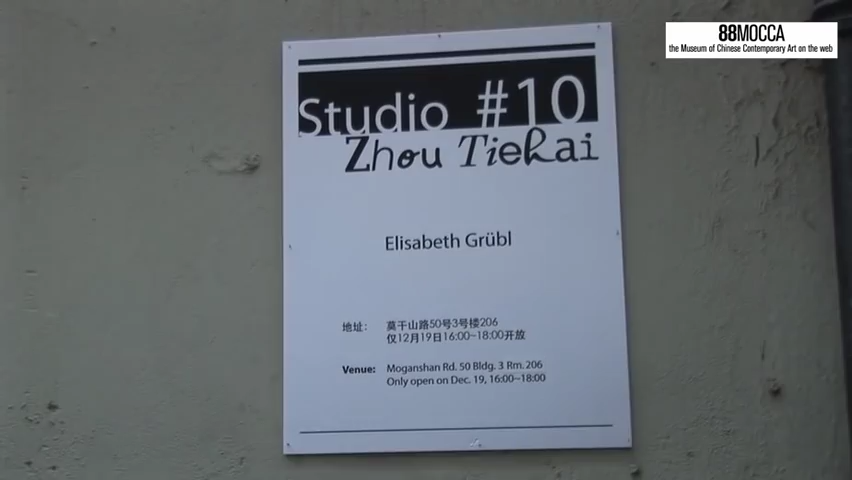 88MOCCA
the Museum of Chinese Contemporary Art on the web
Studio #10
Zhou Tiehai
Elisabeth Grübl
地址: 莫干山路50号3号楼206
仅12月19日16:00~18:00开放
Venue: Moganshan Rd. 50 Bldg. 3 Rm. 206
Only open on Dec. 19, 16:00~18:00